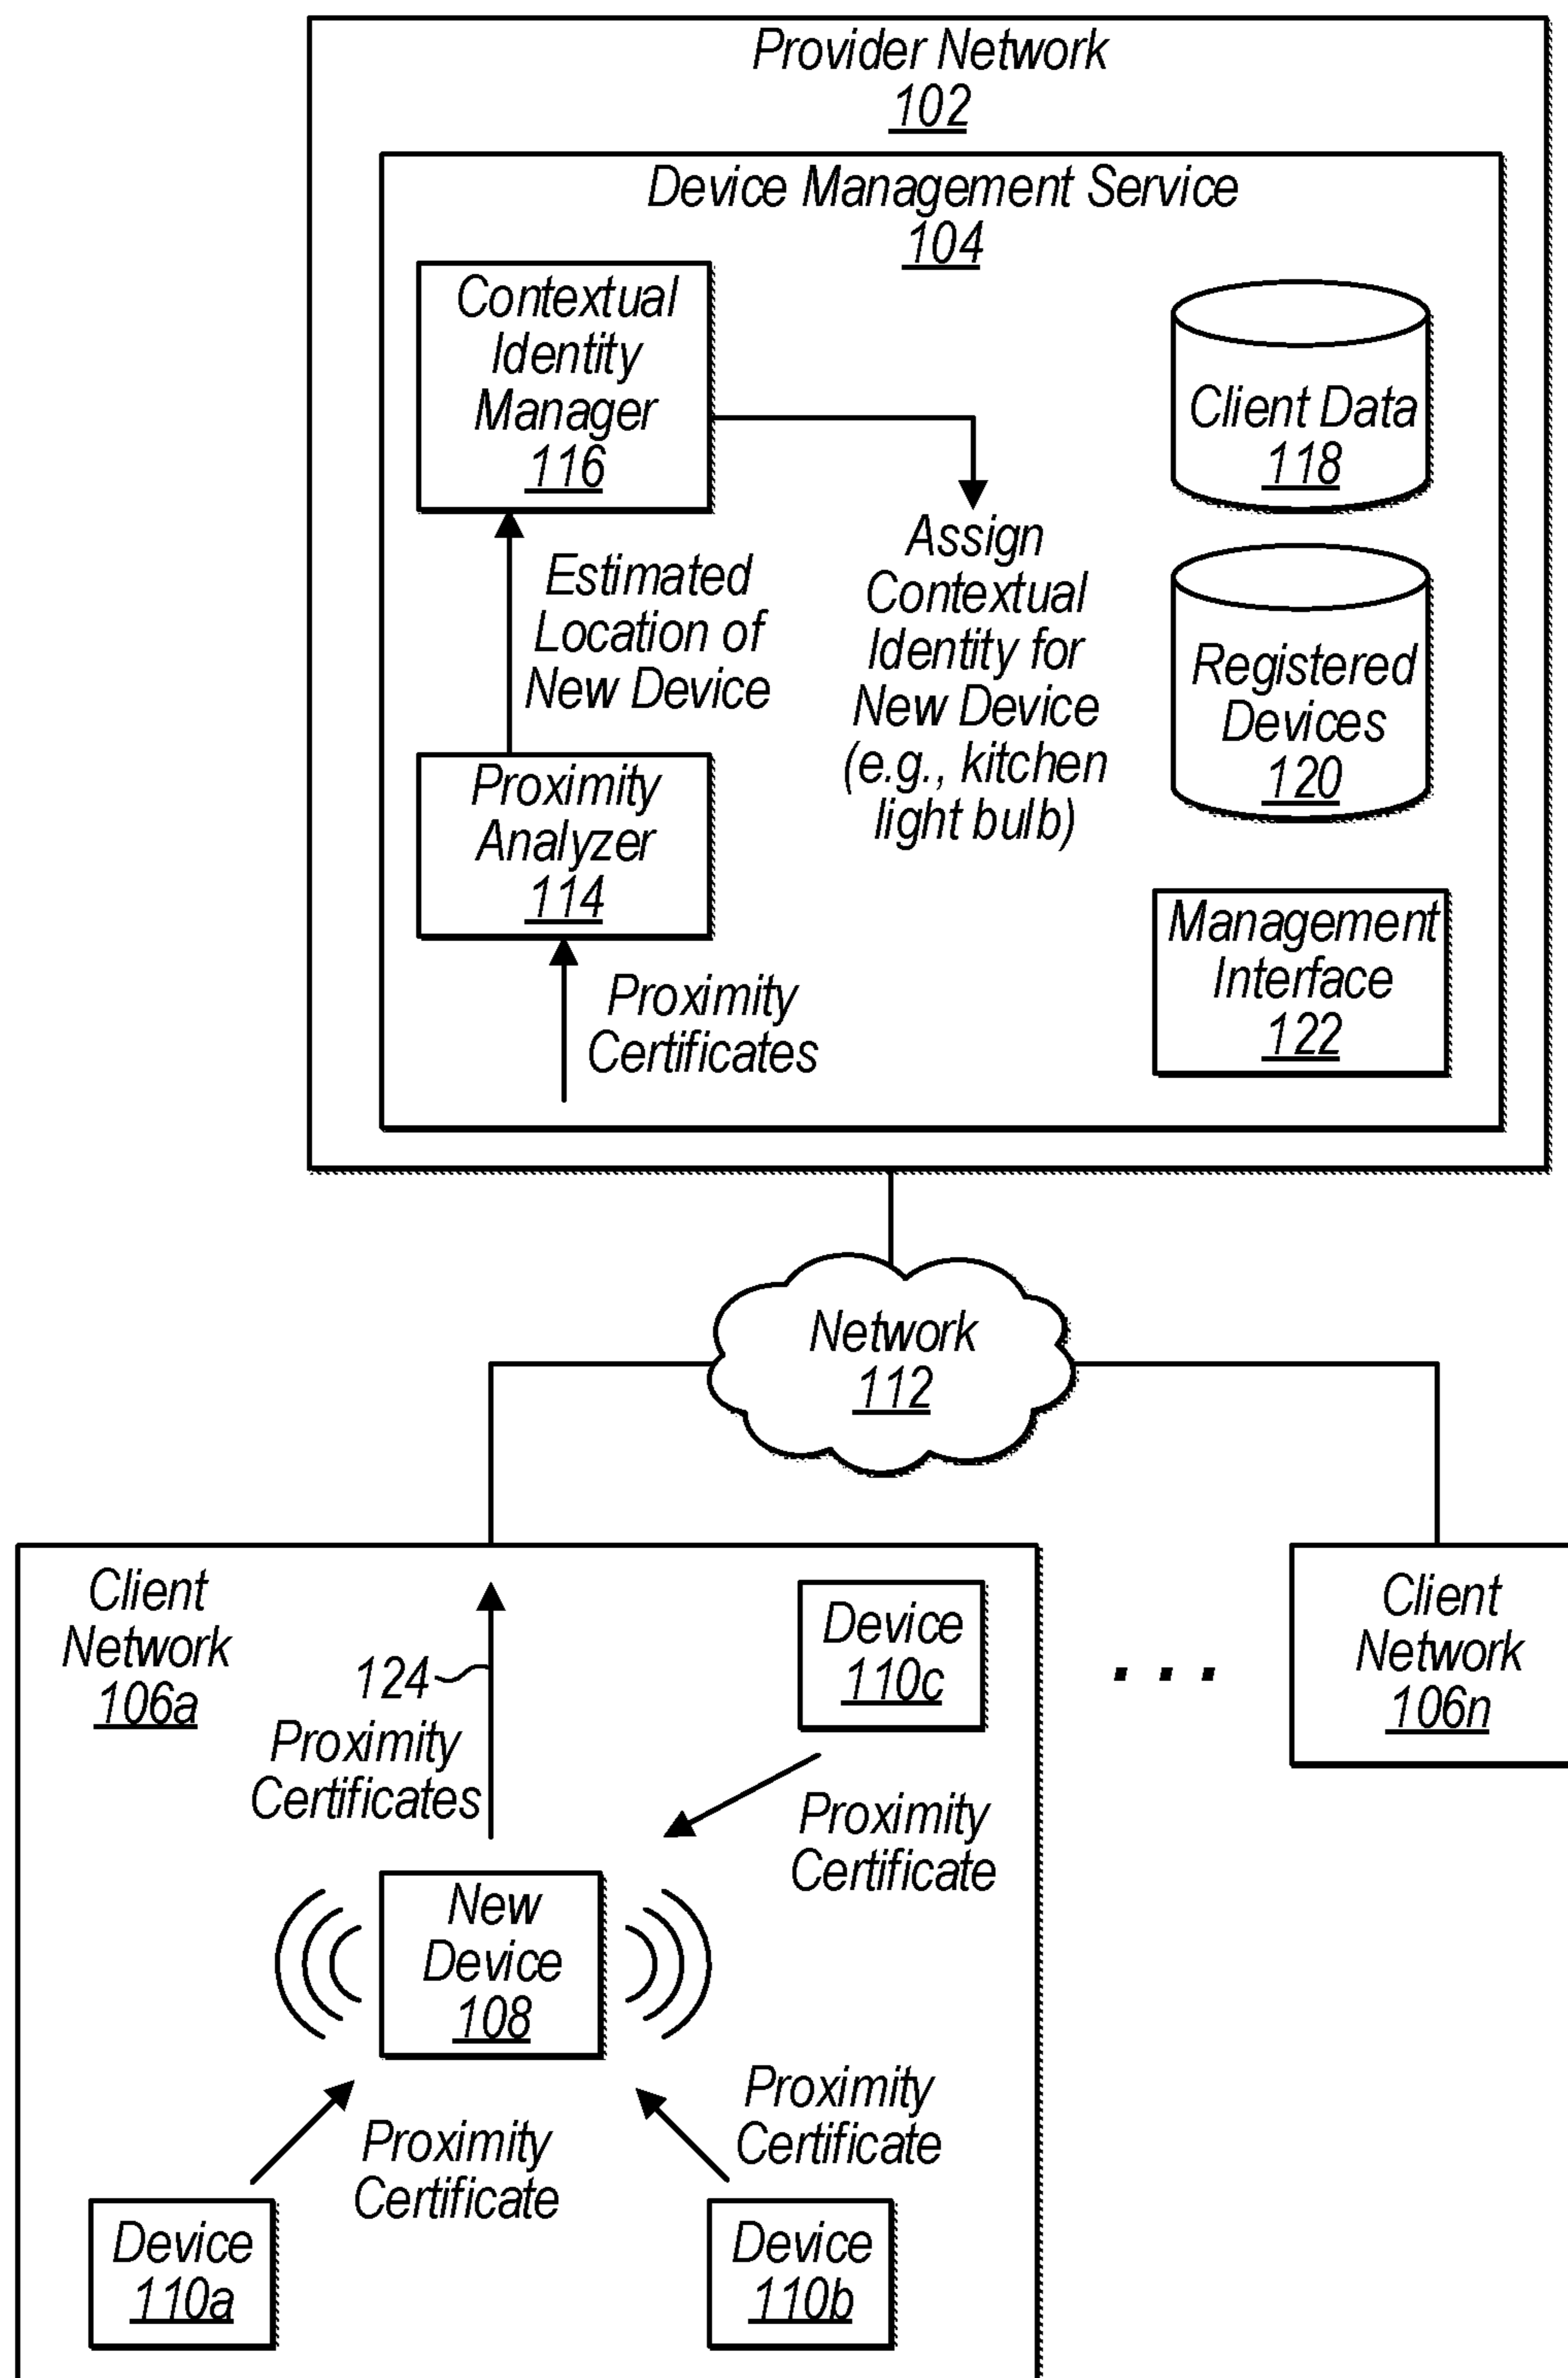 Provider Network
102
Device Management Service
104
Contextual
Identity
Manager
116
Client Data
118
Estimated
Location of
New Device
Assign
Contextual
Identity for
New Device
(e.g., kitchen
light bulb)
Registered
Devices
120
Proximity
Analyzer
114
Management
Interface
122
Proximity
Certificates
Network
112
Client
Network
106a
124
Proximity
Certificates
Device
110c
. . .
Client
Network
106n
Proximity
Certificate
New
Device
108
Proximity
Certificate
Proximity
Certificate
Device
110a
Device
110b